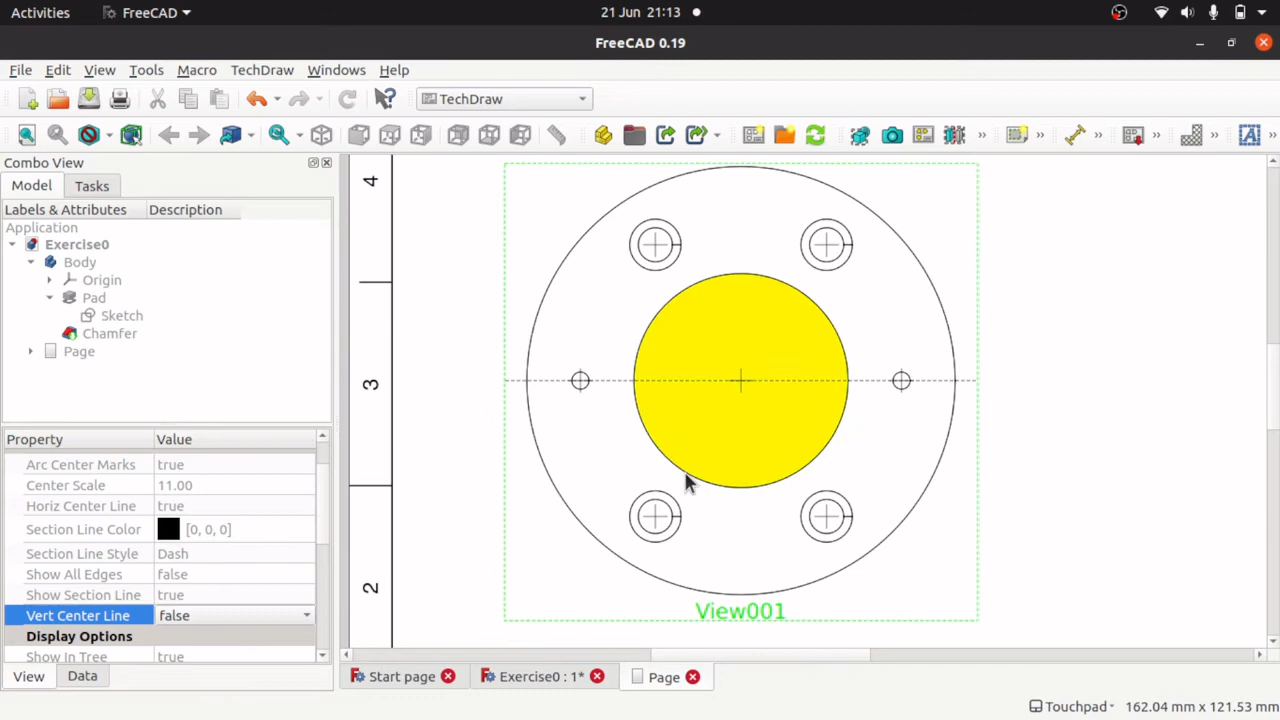 Activities
FreeCAD
21 Jun 21:13
FreeCAD 0.19
File Edit View Tools Macro TechDraw Windows Help
TechDraw
Combo View
Model Tasks
Labels & Attributes Description
Application
Exercise0
Body
Origin
Pad
Sketch
Chamfer
Page
Property Value
Arc Center Marks true
Center Scale 11.00
Horiz Center Line true
Section Line Color [0, 0, 0]
Section Line Style Dash
Show All Edges false
Show Section Line true
Vert Center Line false
Display Options
Show In Tree true
View Data
4
3
2
View001
Start page
Exercise0 : 1*
Page
Touchpad 162.04 mm x 121.53 mm